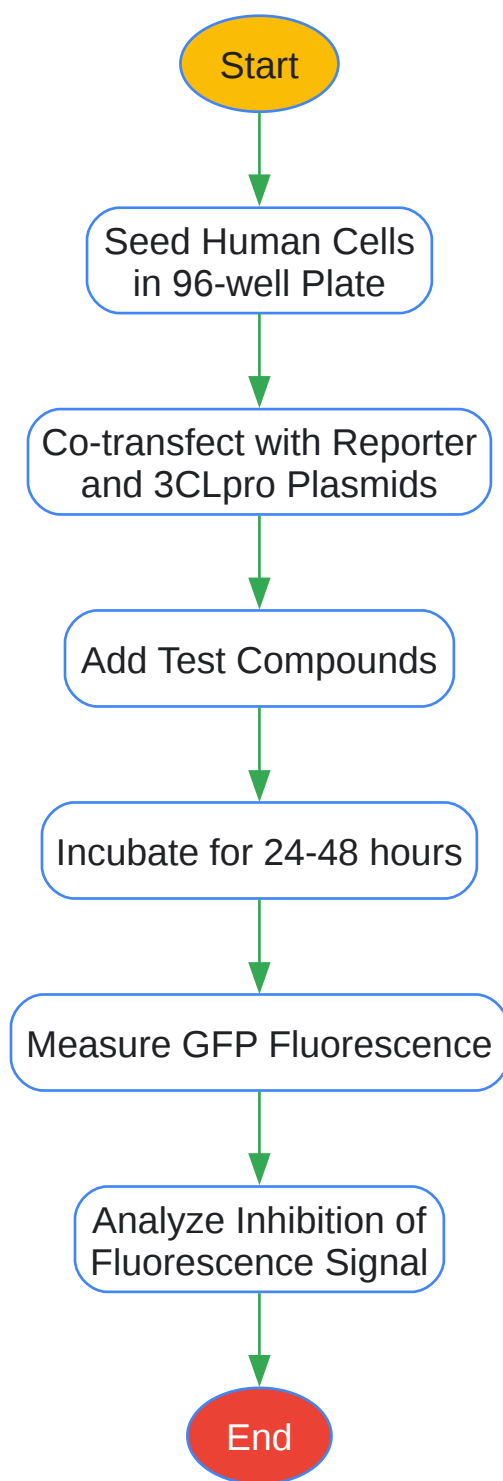 Start
Seed Human Cells
in 96-well Plate
Co-transfect with Reporter
and 3CLpro Plasmids
Add Test Compounds
Incubate for 24-48 hours
Measure GFP Fluorescence
Analyze Inhibition of
Fluorescence Signal
End